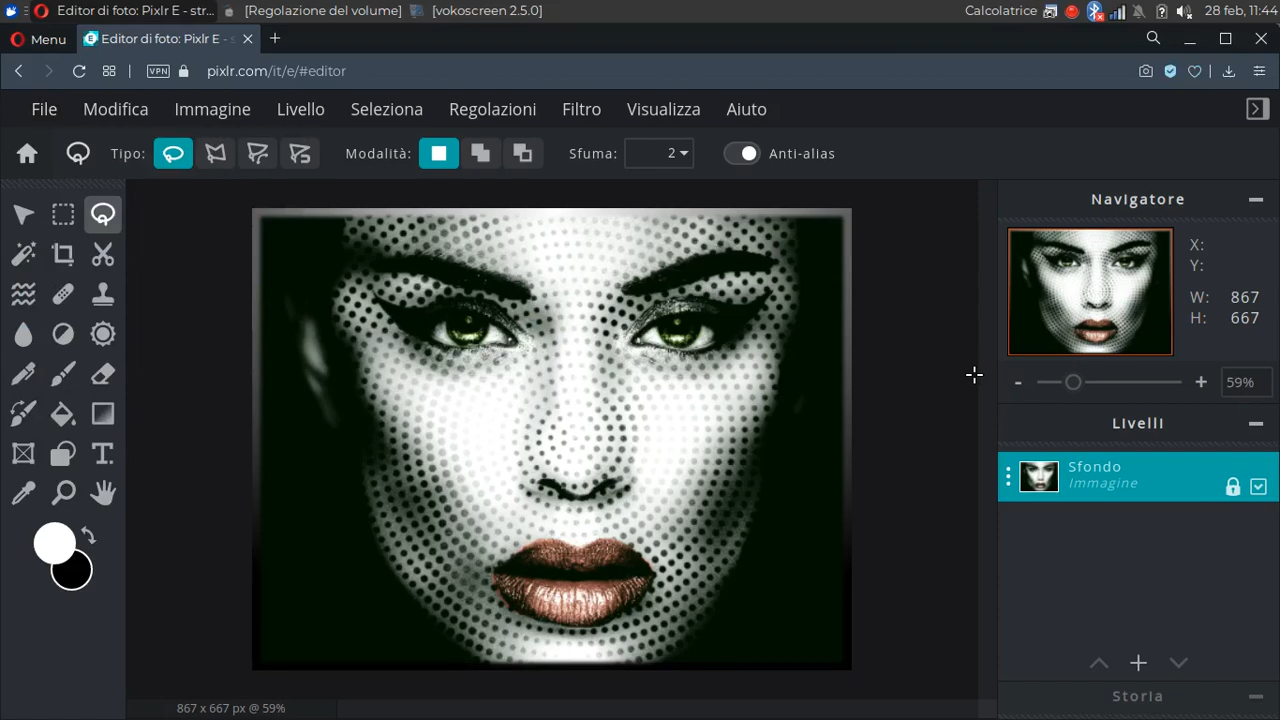 Editor di foto: Pixlr E - str...
[Regolazione del volume]
[vokoscreen 2.5.0]
Calcolatrice
28 feb, 11:44
Menu
Editor di foto: Pixlr E - s
VPN
pixlr.com/it/e/#editor
File Modifica Immagine Livello Seleziona Regolazioni Filtro Visualizza Aiuto
Tipo:
Modalità:
Sfuma: 2
Anti-alias
Navigatore
X:
Y:
W: 867
H: 667
59%
Livelli
Sfondo
Immagine
Storia
867 x 667 px @ 59%